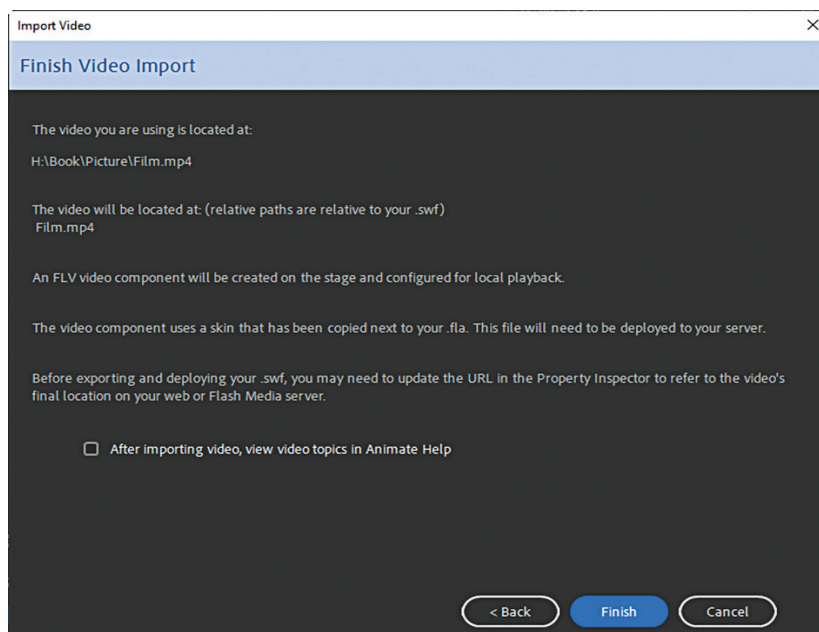 Import Video
Finish Video Import
The video you are using is located at:
H:\Book\Picture\Film.mp4
The video will be located at: (relative paths are relative to your .swf)
Film.mp4
An FLV video component will be created on the stage and configured for local playback.
The video component uses a skin that has been copied next to your .fla. This file will need to be deployed to your server.
Before exporting and deploying your .swf, you may need to update the URL in the Property Inspector to refer to the video's
final location on your web or Flash Media server.
After importing video, view video topics in Animate Help
< Back
Finish
Cancel